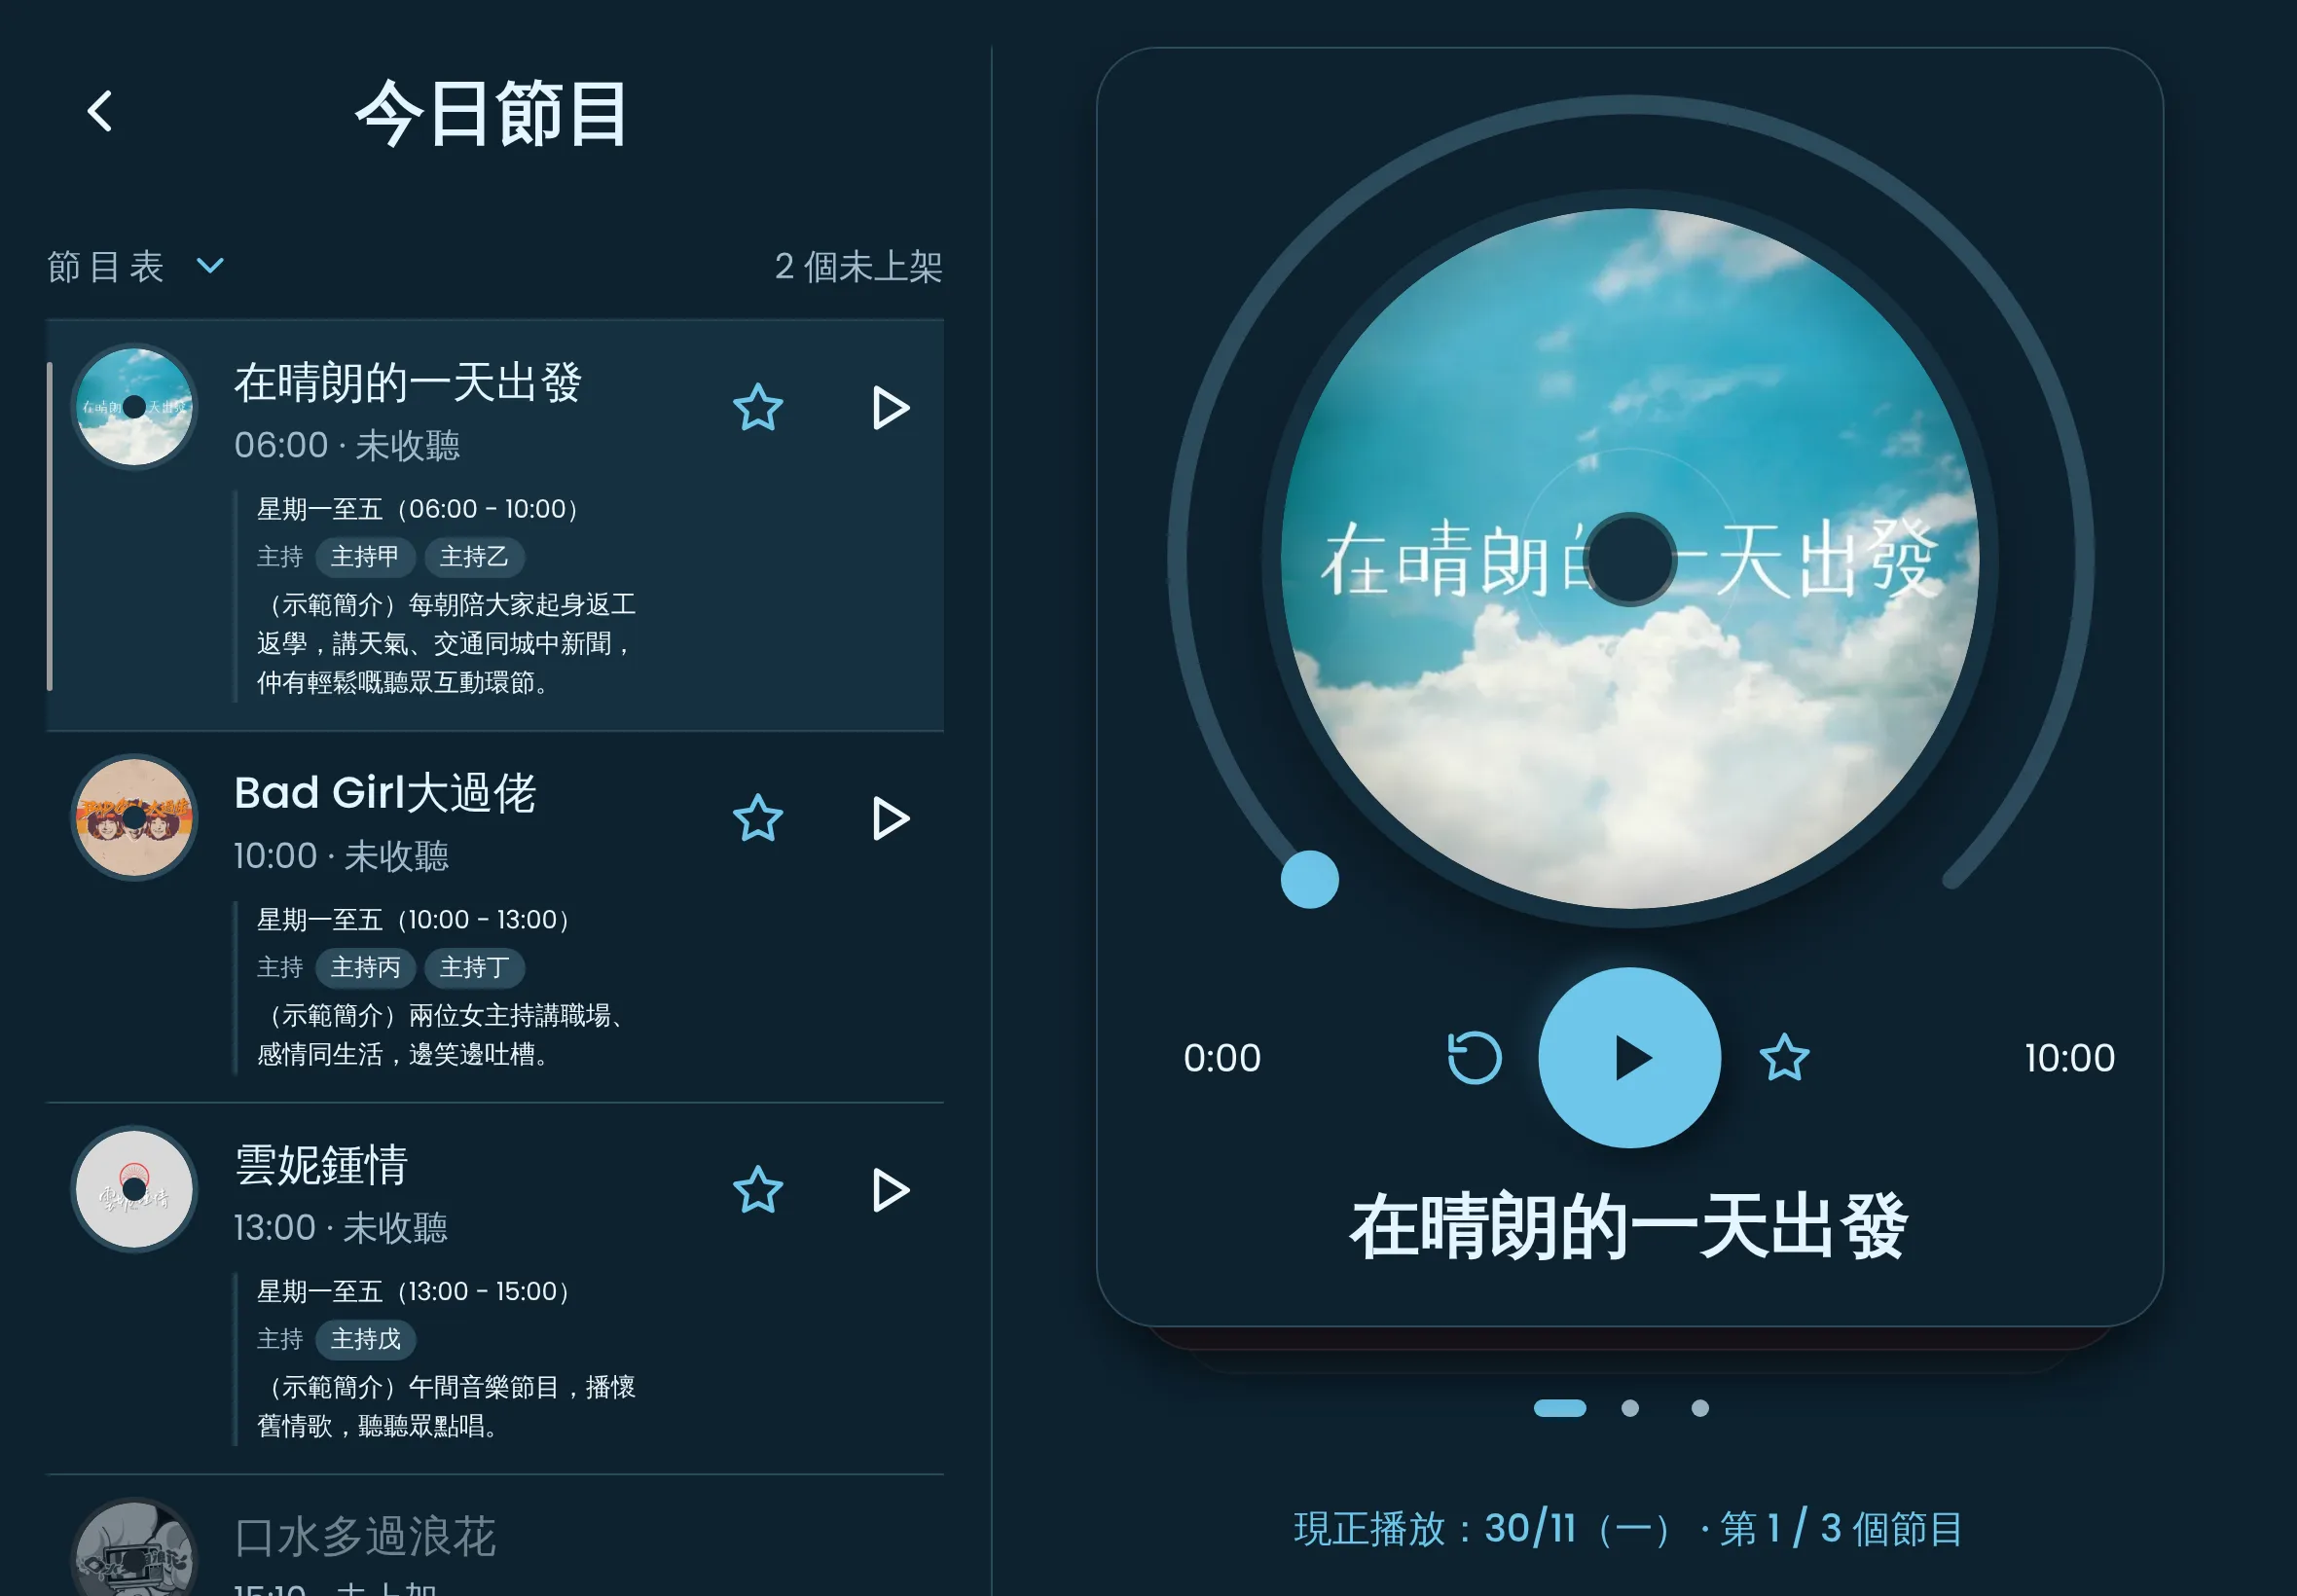 今日節目
節目表
2 個未上架
在晴朗的一天出發
06:00 · 未收聽
星期一至五（06:00 - 10:00）
主持 主持甲 主持乙
（示範簡介）每朝陪大家起身返工
返學，講天氣、交通同城中新聞，
仲有輕鬆嘅聽眾互動環節。
Bad Girl大過佬
10:00 · 未收聽
星期一至五（10:00 - 13:00）
主持 主持丙 主持丁
（示範簡介）兩位女主持講職場、
感情同生活，邊笑邊吐槽。
雲妮鍾情
13:00 · 未收聽
星期一至五（13:00 - 15:00）
主持 主持戊
（示範簡介）午間音樂節目，播懷
舊情歌，聽聽眾點唱。
口水多過浪花
15:10 · 未上架
在晴朗 一天出發
0:00
10:00
在晴朗的一天出發
現正播放：30/11（一） · 第 1 / 3 個節目